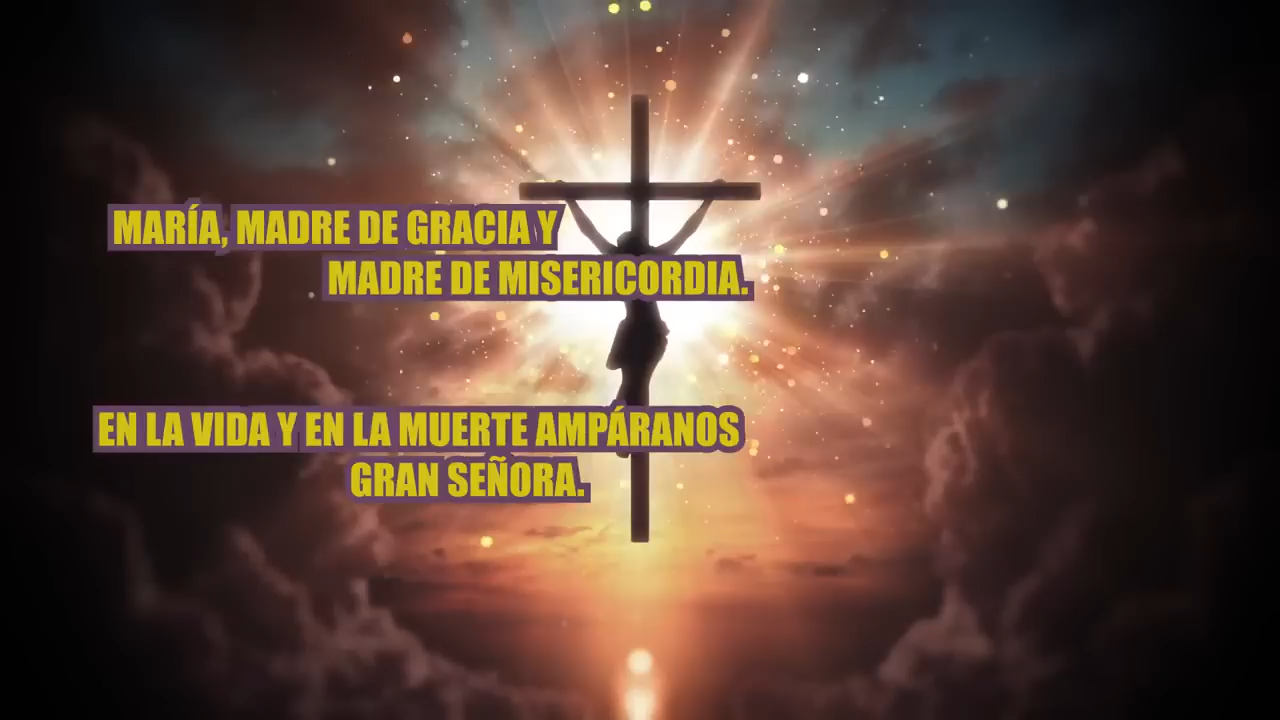 MARÍA, MADRE DE GRACIA Y
MADRE DE MISERICORDIA.
EN LA VIDA Y EN LA MUERTE AMPÁRANOS
GRAN SEÑORA.